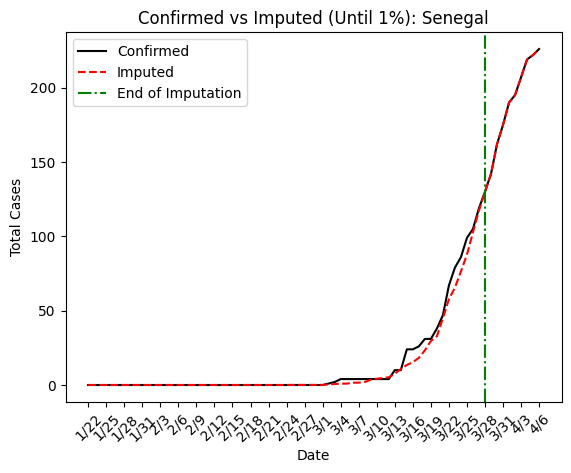 Confirmed vs Imputed (Until 1%): Senegal
Confirmed
Imputed
End of Imputation
Total Cases
200
150
100
50
0
1/22 1/25 1/28 1/31 2/3 2/6 2/9 2/12 2/15 2/18 2/21 2/24 2/27 3/1 3/4 3/7 3/10 3/13 3/16 3/19 3/22 3/25 3/28 3/31 4/3 4/6
Date